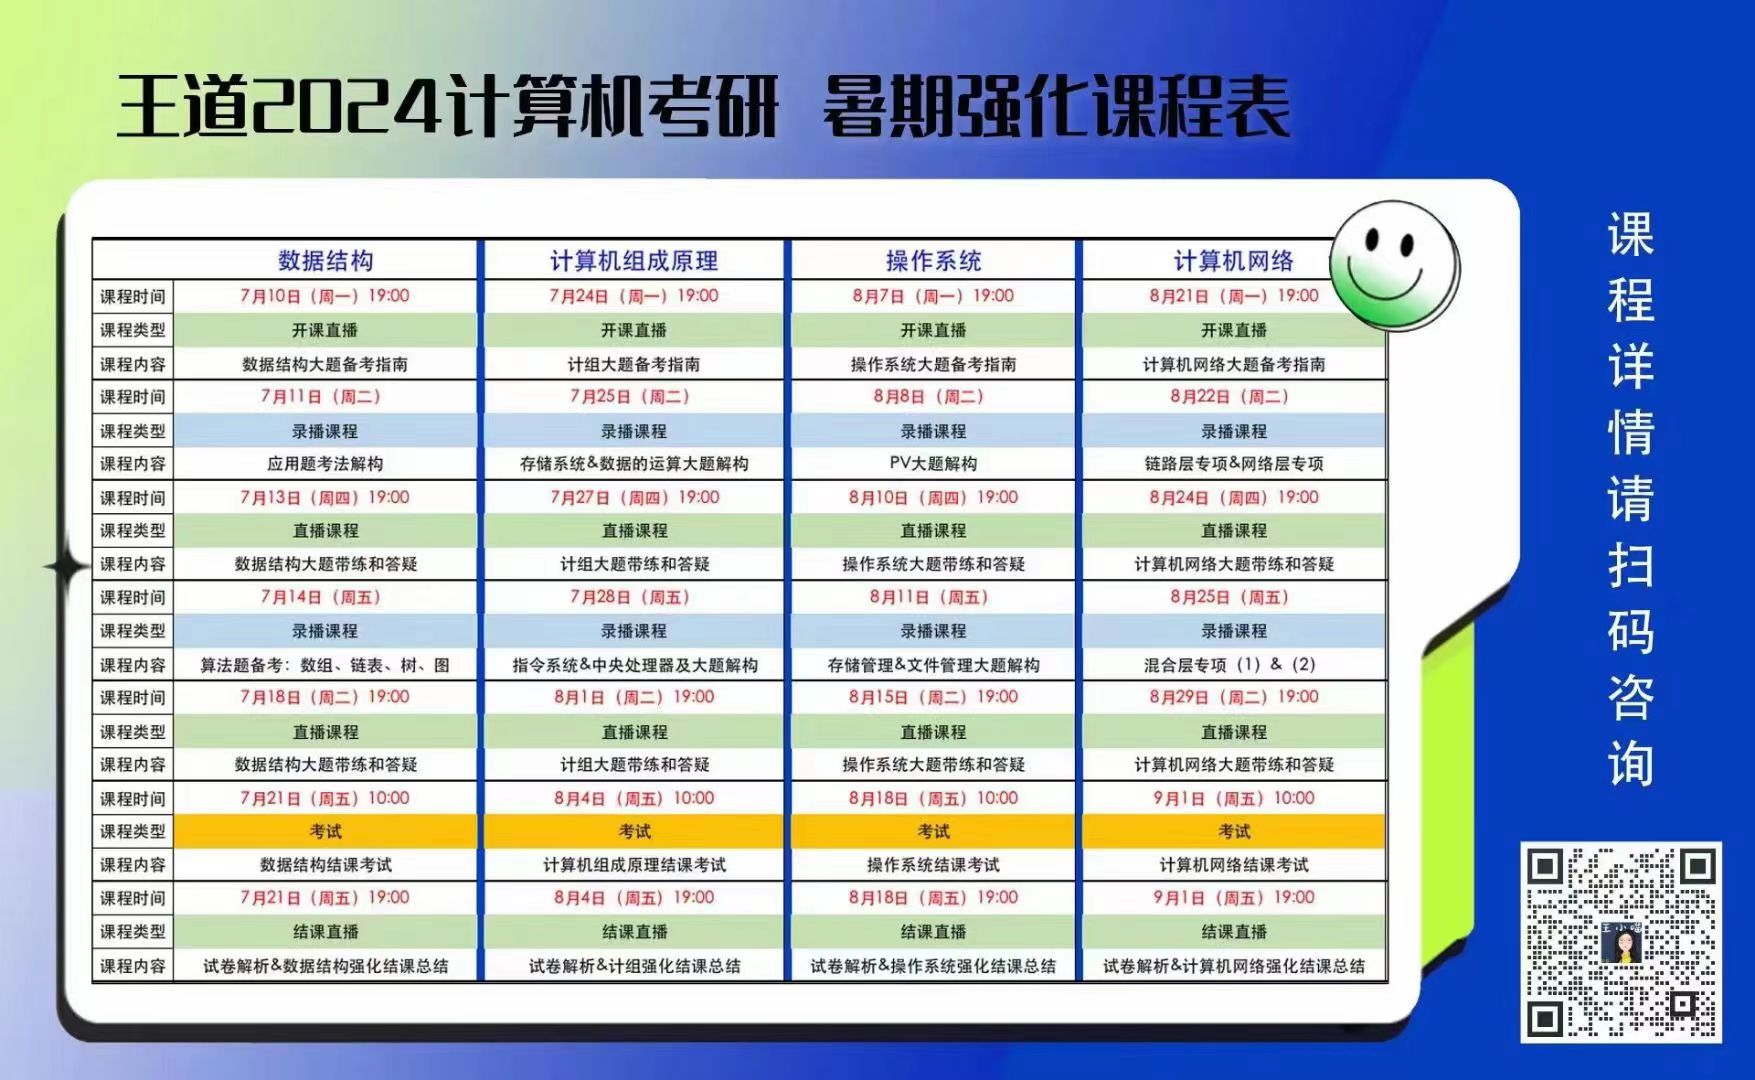 王道2024计算机考研 暑期强化课程表
数据结构 计算机组成原理 操作系统 计算机网络
课程时间 7月10日（周一）19:00 7月24日（周一）19:00 8月7日（周一）19:00 8月21日（周一）19:00
课程类型 开课直播 开课直播 开课直播 开课直播
课程内容 数据结构大题备考指南 计组大题备考指南 操作系统大题备考指南 计算机网络大题备考指南
课程时间 7月11日（周二） 7月25日（周二） 8月8日（周二） 8月22日（周二）
课程类型 录播课程 录播课程 录播课程 录播课程
课程内容 应用题考法解构 存储系统&数据的运算大题解构 PV大题解构 链路层专项&网络层专项
课程时间 7月13日（周四）19:00 7月27日（周四）19:00 8月10日（周四）19:00 8月24日（周四）19:00
课程类型 直播课程 直播课程 直播课程 直播课程
课程内容 数据结构大题带练和答疑 计组大题带练和答疑 操作系统大题带练和答疑 计算机网络大题带练和答疑
课程时间 7月14日（周五） 7月28日（周五） 8月11日（周五） 8月25日（周五）
课程类型 录播课程 录播课程 录播课程 录播课程
课程内容 算法题备考：数组、链表、树、图 指令系统&中央处理器及大题解构 存储管理&文件管理大题解构 混合层专项（1）&（2）
课程时间 7月18日（周二）19:00 8月1日（周二）19:00 8月15日（周二）19:00 8月29日（周二）19:00
课程类型 直播课程 直播课程 直播课程 直播课程
课程内容 数据结构大题带练和答疑 计组大题带练和答疑 操作系统大题带练和答疑 计算机网络大题带练和答疑
课程时间 7月21日（周五）10:00 8月4日（周五）10:00 8月18日（周五）10:00 9月1日（周五）10:00
课程类型 考试 考试 考试 考试
课程内容 数据结构结课考试 计算机组成原理结课考试 操作系统结课考试 计算机网络结课考试
课程时间 7月21日（周五）19:00 8月4日（周五）19:00 8月18日（周五）19:00 9月1日（周五）19:00
课程类型 结课直播 结课直播 结课直播 结课直播
课程内容 试卷解析&数据结构强化结课总结 试卷解析&计组强化结课总结 试卷解析&操作系统强化结课总结 试卷解析&计算机网络强化结课总结
课程详情请扫码咨询
王小喵